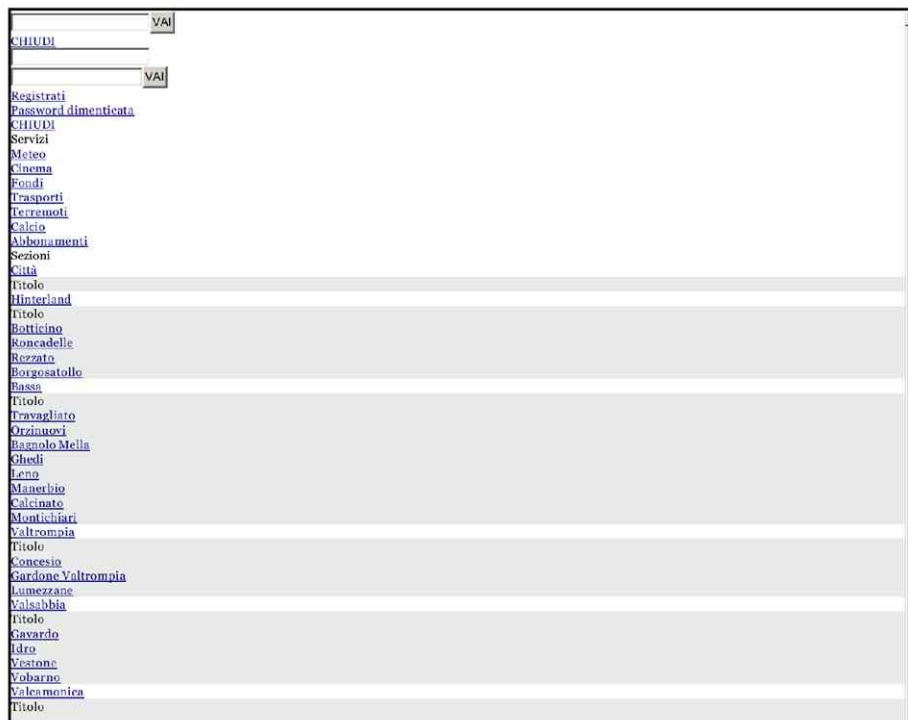 VAI
CHIUDI
VAI
Registrati
Password dimenticata
CHIUDI
Servizi
Meteo
Cinema
Fondi
Trasporti
Terremoti
Calcio
Abbonamenti
Sezioni
Città
Titolo
Hinterland
Titolo
Botticino
Roncadelle
Rezzato
Borgosatollo
Bassa
Titolo
Travagliato
Orzinuovi
Bagnolo Mella
Ghedi
Leno
Manerbio
Calcinato
Montichiari
Valtrompia
Titolo
Concesio
Gardone Valtrompia
Lumezzane
Valsabbia
Titolo
Gavardo
Idro
Vestone
Vobarno
Valcamonica
Titolo